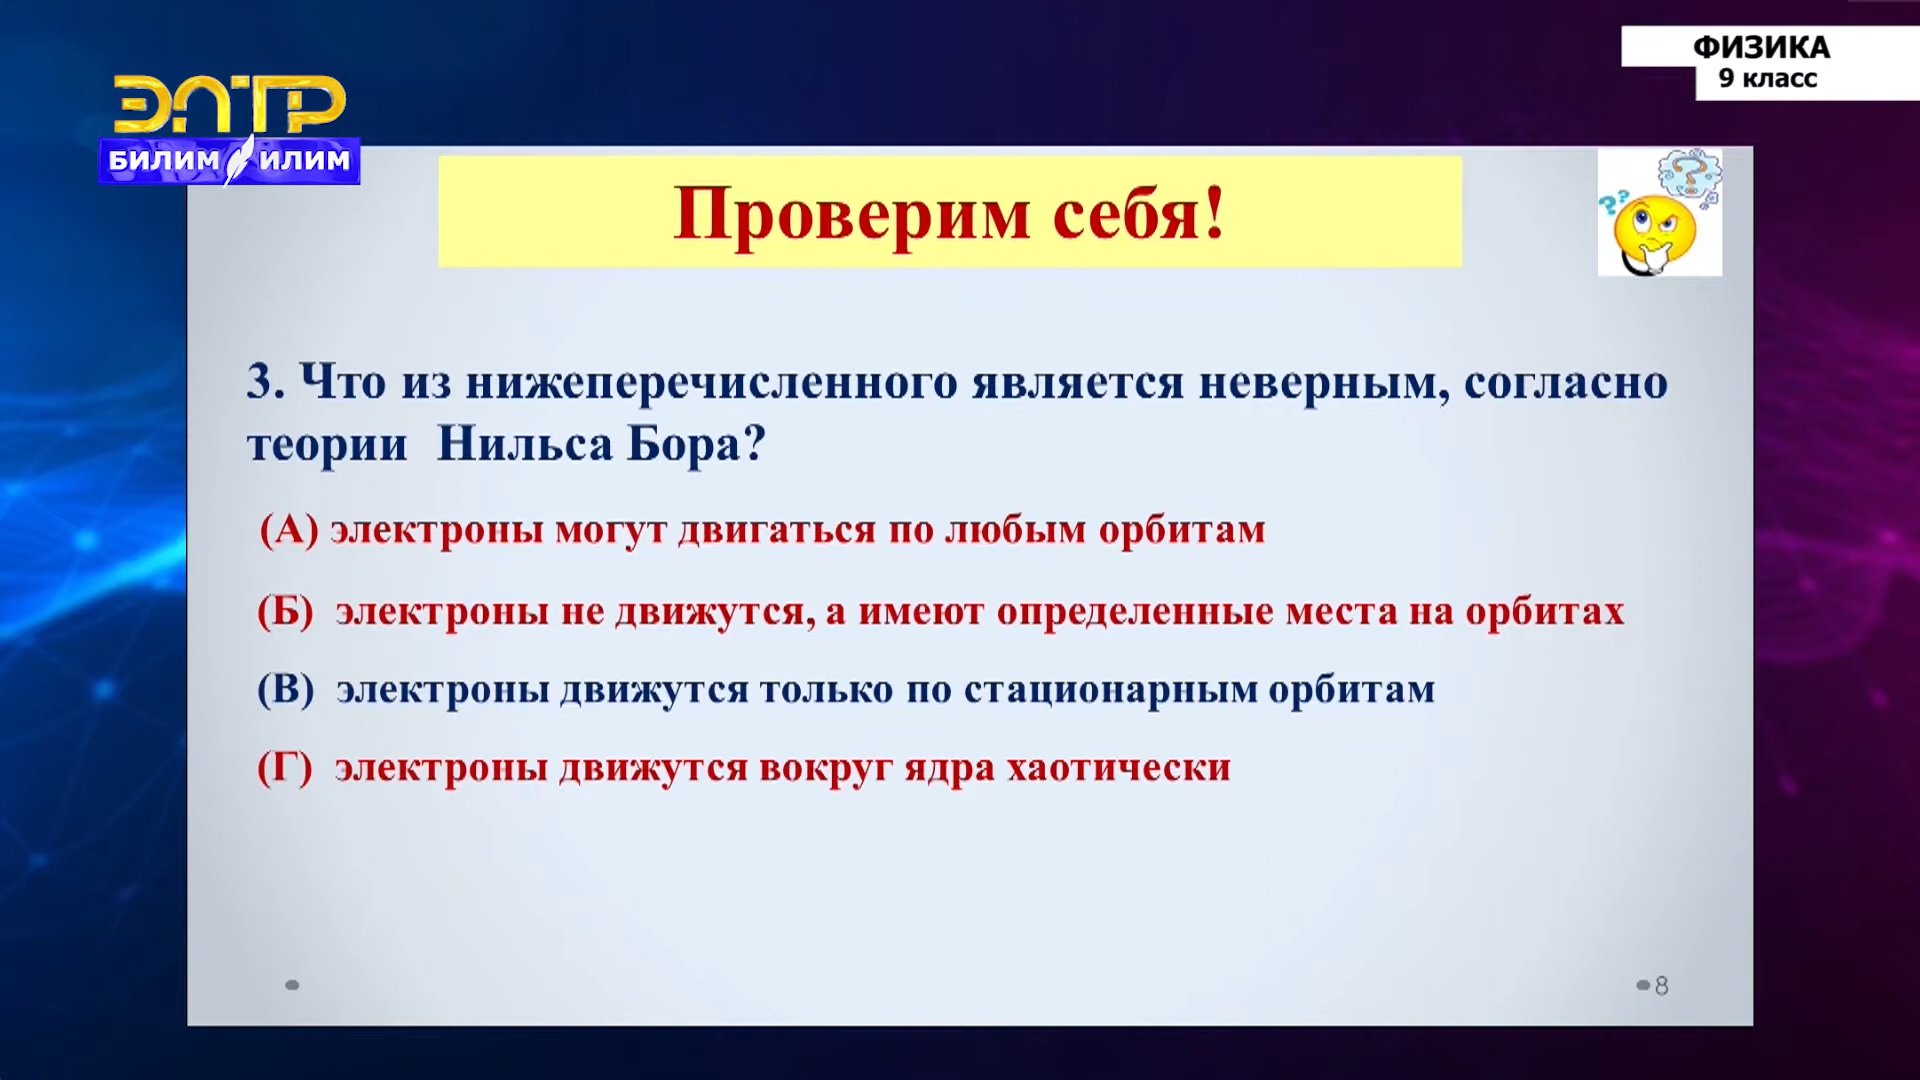 ФИЗИКА
9 класс
ЭЛТР
БИЛИМ ИЛИМ
Проверим себя!
3. Что из нижеперечисленного является неверным, согласно
теории Нильса Бора?
(А) электроны могут двигаться по любым орбитам
(Б) электроны не движутся, а имеют определенные места на орбитах
(В) электроны движутся только по стационарным орбитам
(Г) электроны движутся вокруг ядра хаотически
8